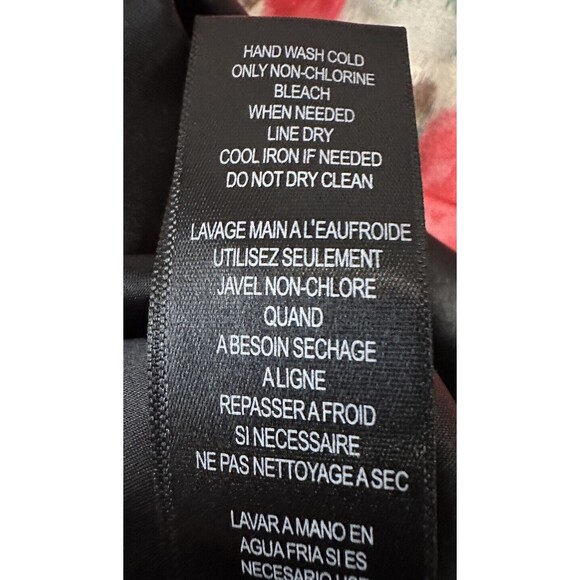 HAND WASH COLD
ONLY NON-CHLORINE
BLEACH
WHEN NEEDED
LINE DRY
COOL IRON IF NEEDED
DO NOT DRY CLEAN
LAVAGE MAIN A L'EAUFROIDE
UTILISEZ SEULEMENT
JAVEL NON-CHLORE
QUAND
A BESOIN SECHAGE
A LIGNE
REPASSER A FROID
SI NECESSAIRE
NE PAS NETTOYAGE A SEC
LAVAR A MANO EN
AGUA FRIA SI ES
NECESARIO